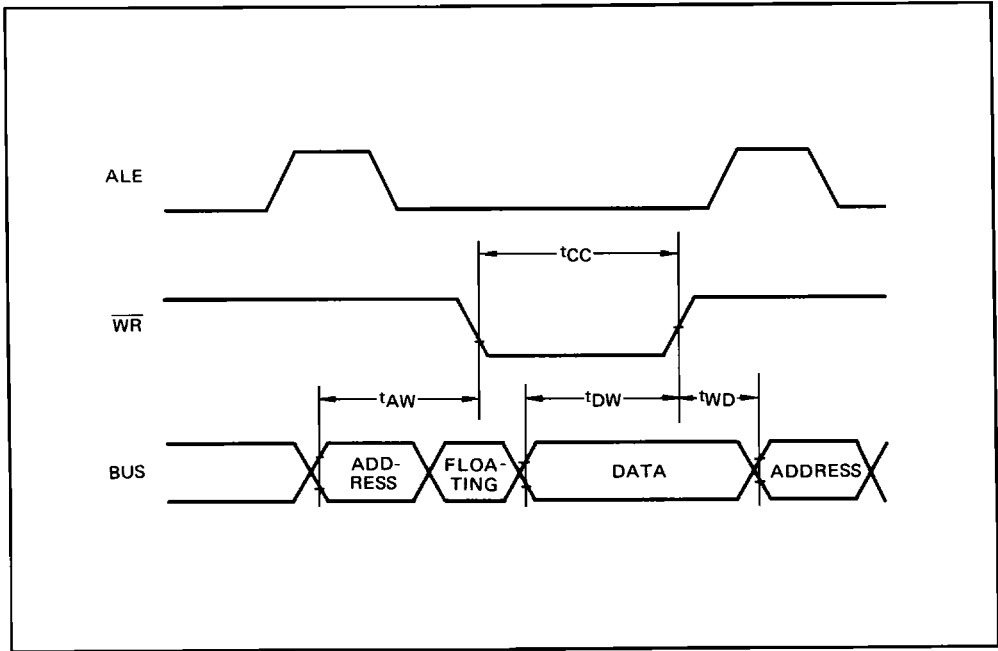 ALE
tCC
WR
tAW
tDW
tWD
BUS
ADD-
RESS
FLOA-
TING
DATA
ADDRESS